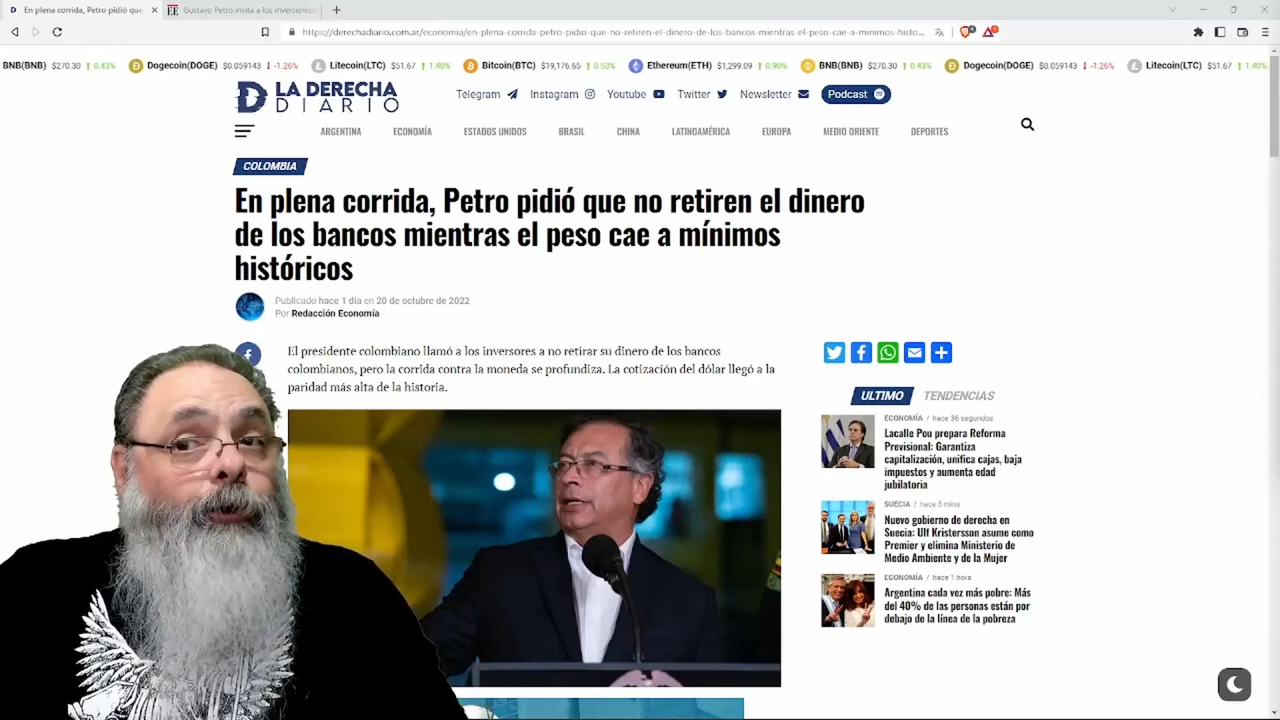 En plena corrida, Petro pidió que
Gustavo Petro invita a los inversionist
https://derechadiario.com.ar/economia/en-plena-corrida-petro-pidio-que-no-retiren-el-dinero-de-los-bancos-mientras-el-peso-cae-a-minimos-histo...
BNB(BNB) $270.30 0.43% Dogecoin(DOGE) $0.059143 -1.26% Litecoin(LTC) $51.67 1.40% Bitcoin(BTC) $19,176.65 0.53% Ethereum(ETH) $1,299.09 0.90% BNB(BNB) $270.30 0.43% Dogecoin(DOGE) $0.059143 -1.26% Litecoin(LTC) $51.67 1.40%
LA DERECHA
DIARIO
Telegram Instagram Youtube Twitter Newsletter Podcast
ARGENTINA ECONOMÍA ESTADOS UNIDOS BRASIL CHINA LATINOAMÉRICA EUROPA MEDIO ORIENTE DEPORTES
COLOMBIA
En plena corrida, Petro pidió que no retiren el dinero
de los bancos mientras el peso cae a mínimos
históricos
Publicado hace 1 día en 20 de octubre de 2022
Por Redacción Economía
El presidente colombiano llamó a los inversores a no retirar su dinero de los bancos
colombianos, pero la corrida contra la moneda se profundiza. La cotización del dólar llegó a la
paridad más alta de la historia.
ULTIMO TENDENCIAS
ECONOMÍA / hace 36 segundos
Lacalle Pou prepara Reforma
Previsional: Garantiza
capitalización, unifica cajas, baja
impuestos y aumenta edad
jubilatoria
SUECIA / hace 3 mins
Nuevo gobierno de derecha en
Suecia: Ulf Kristersson asume como
Premier y elimina Ministerio de
Medio Ambiente y de la Mujer
ECONOMÍA / hace 1 hora
Argentina cada vez más pobre: Más
del 40% de las personas están por
debajo de la línea de la pobreza